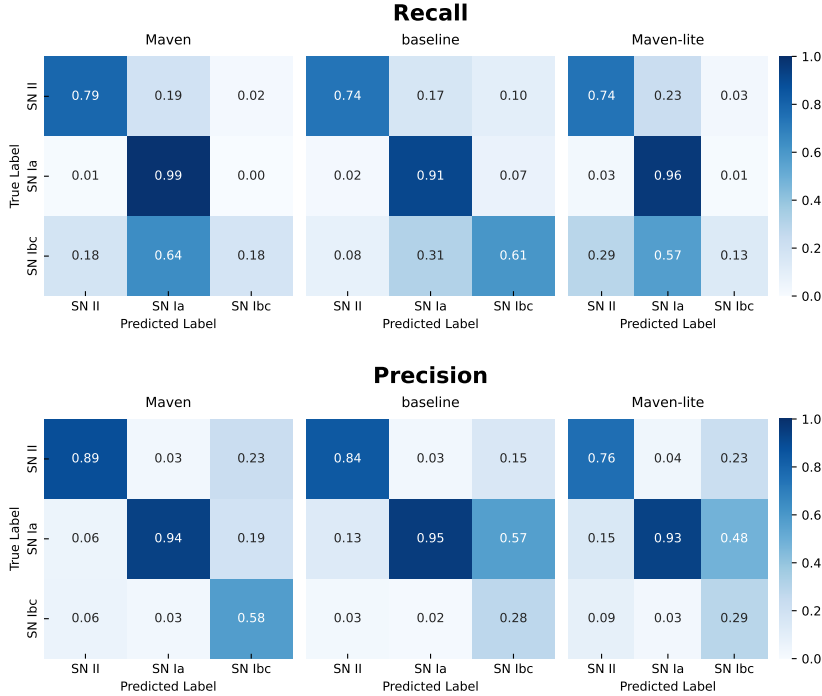 Recall
Maven baseline Maven-lite
True Label
SN II 0.79 0.19 0.02 0.74 0.17 0.10 0.74 0.23 0.03
SN Ia 0.01 0.99 0.00 0.02 0.91 0.07 0.03 0.96 0.01
SN Ibc 0.18 0.64 0.18 0.08 0.31 0.61 0.29 0.57 0.13
SN II SN Ia SN Ibc SN II SN Ia SN Ibc SN II SN Ia SN Ibc
Predicted Label Predicted Label Predicted Label
1.0
0.8
0.6
0.4
0.2
0.0
Precision
Maven baseline Maven-lite
True Label
SN II 0.89 0.03 0.23 0.84 0.03 0.15 0.76 0.04 0.23
SN Ia 0.06 0.94 0.19 0.13 0.95 0.57 0.15 0.93 0.48
SN Ibc 0.06 0.03 0.58 0.03 0.02 0.28 0.09 0.03 0.29
SN II SN Ia SN Ibc SN II SN Ia SN Ibc SN II SN Ia SN Ibc
Predicted Label Predicted Label Predicted Label
1.0
0.8
0.6
0.4
0.2
0.0